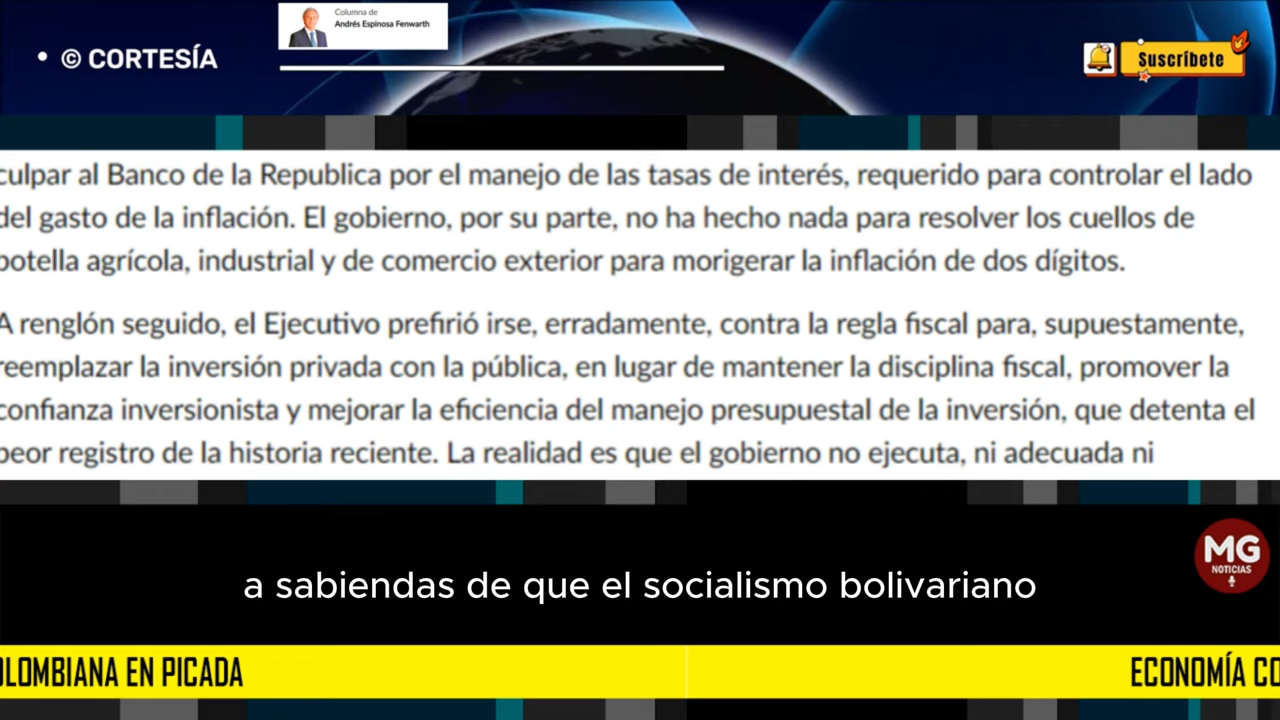 • © CORTESÍA
Columna de
Andrés Espinosa Fenwarth
Suscríbete
culpar al Banco de la Republica por el manejo de las tasas de interés, requerido para controlar el lado
del gasto de la inflación. El gobierno, por su parte, no ha hecho nada para resolver los cuellos de
botella agrícola, industrial y de comercio exterior para morigerar la inflación de dos dígitos.
A renglón seguido, el Ejecutivo prefirió irse, erradamente, contra la regla fiscal para, supuestamente,
reemplazar la inversión privada con la pública, en lugar de mantener la disciplina fiscal, promover la
confianza inversionista y mejorar la eficiencia del manejo presupuestal de la inversión, que detenta el
peor registro de la historia reciente. La realidad es que el gobierno no ejecuta, ni adecuada ni
MG
NOTICIAS
a sabiendas de que el socialismo bolivariano
OLOMBIANA EN PICADA
ECONOMÍA CO